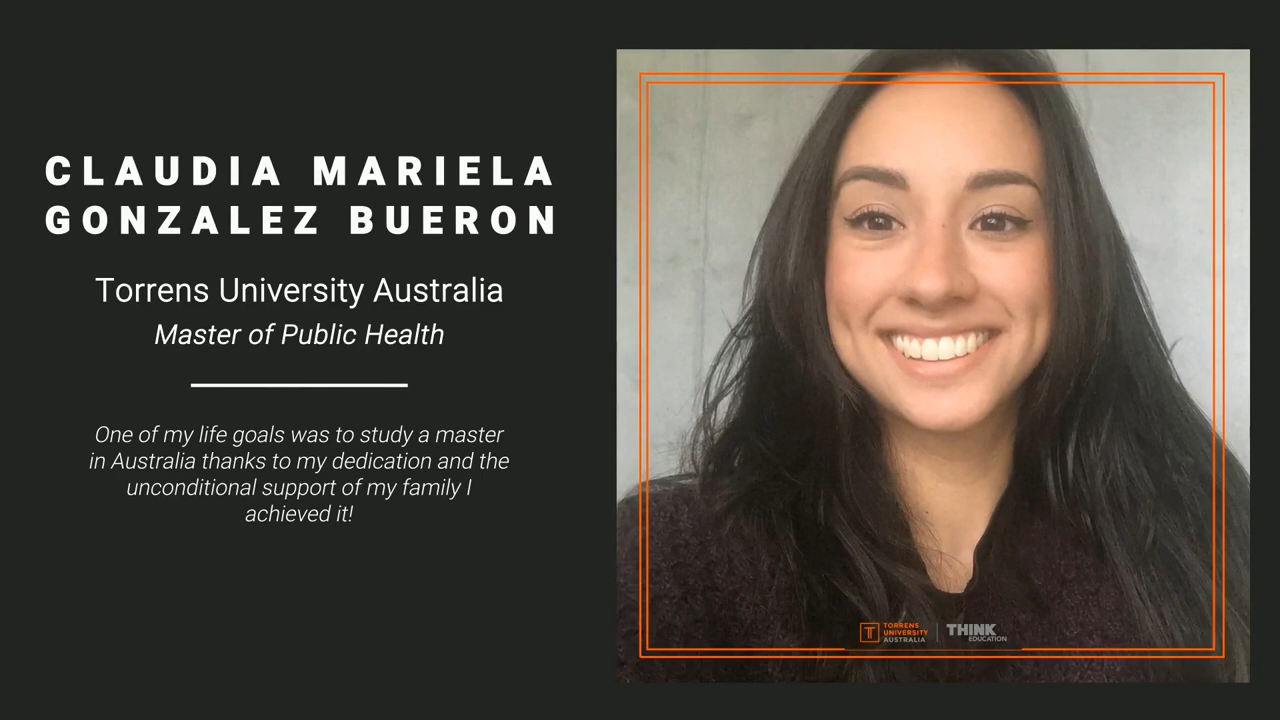 CLAUDIA MARIELA
GONZALEZ BUERON
Torrens University Australia
Master of Public Health
One of my life goals was to study a master
in Australia thanks to my dedication and the
unconditional support of my family I
achieved it!
TORRENS
UNIVERSITY
AUSTRALIA
THINK
EDUCATION